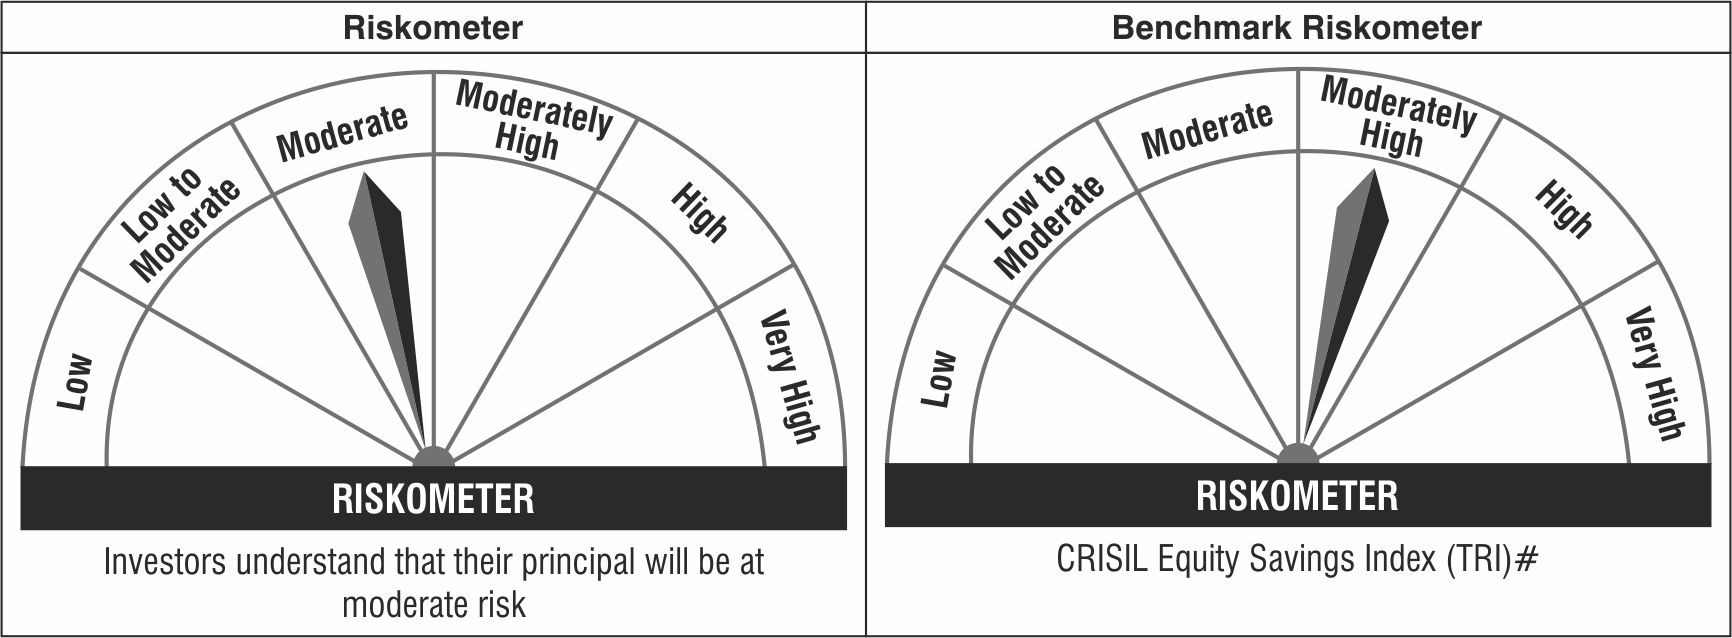 Riskometer
Low
Low to
Moderate
Moderate
Moderately
High
High
Very High
RISKOMETER
Investors understand that their principal will be at
moderate risk
Benchmark Riskometer
Low
Low to
Moderate
Moderate
Moderately
High
High
Very High
RISKOMETER
CRISIL Equity Savings Index (TRI)#